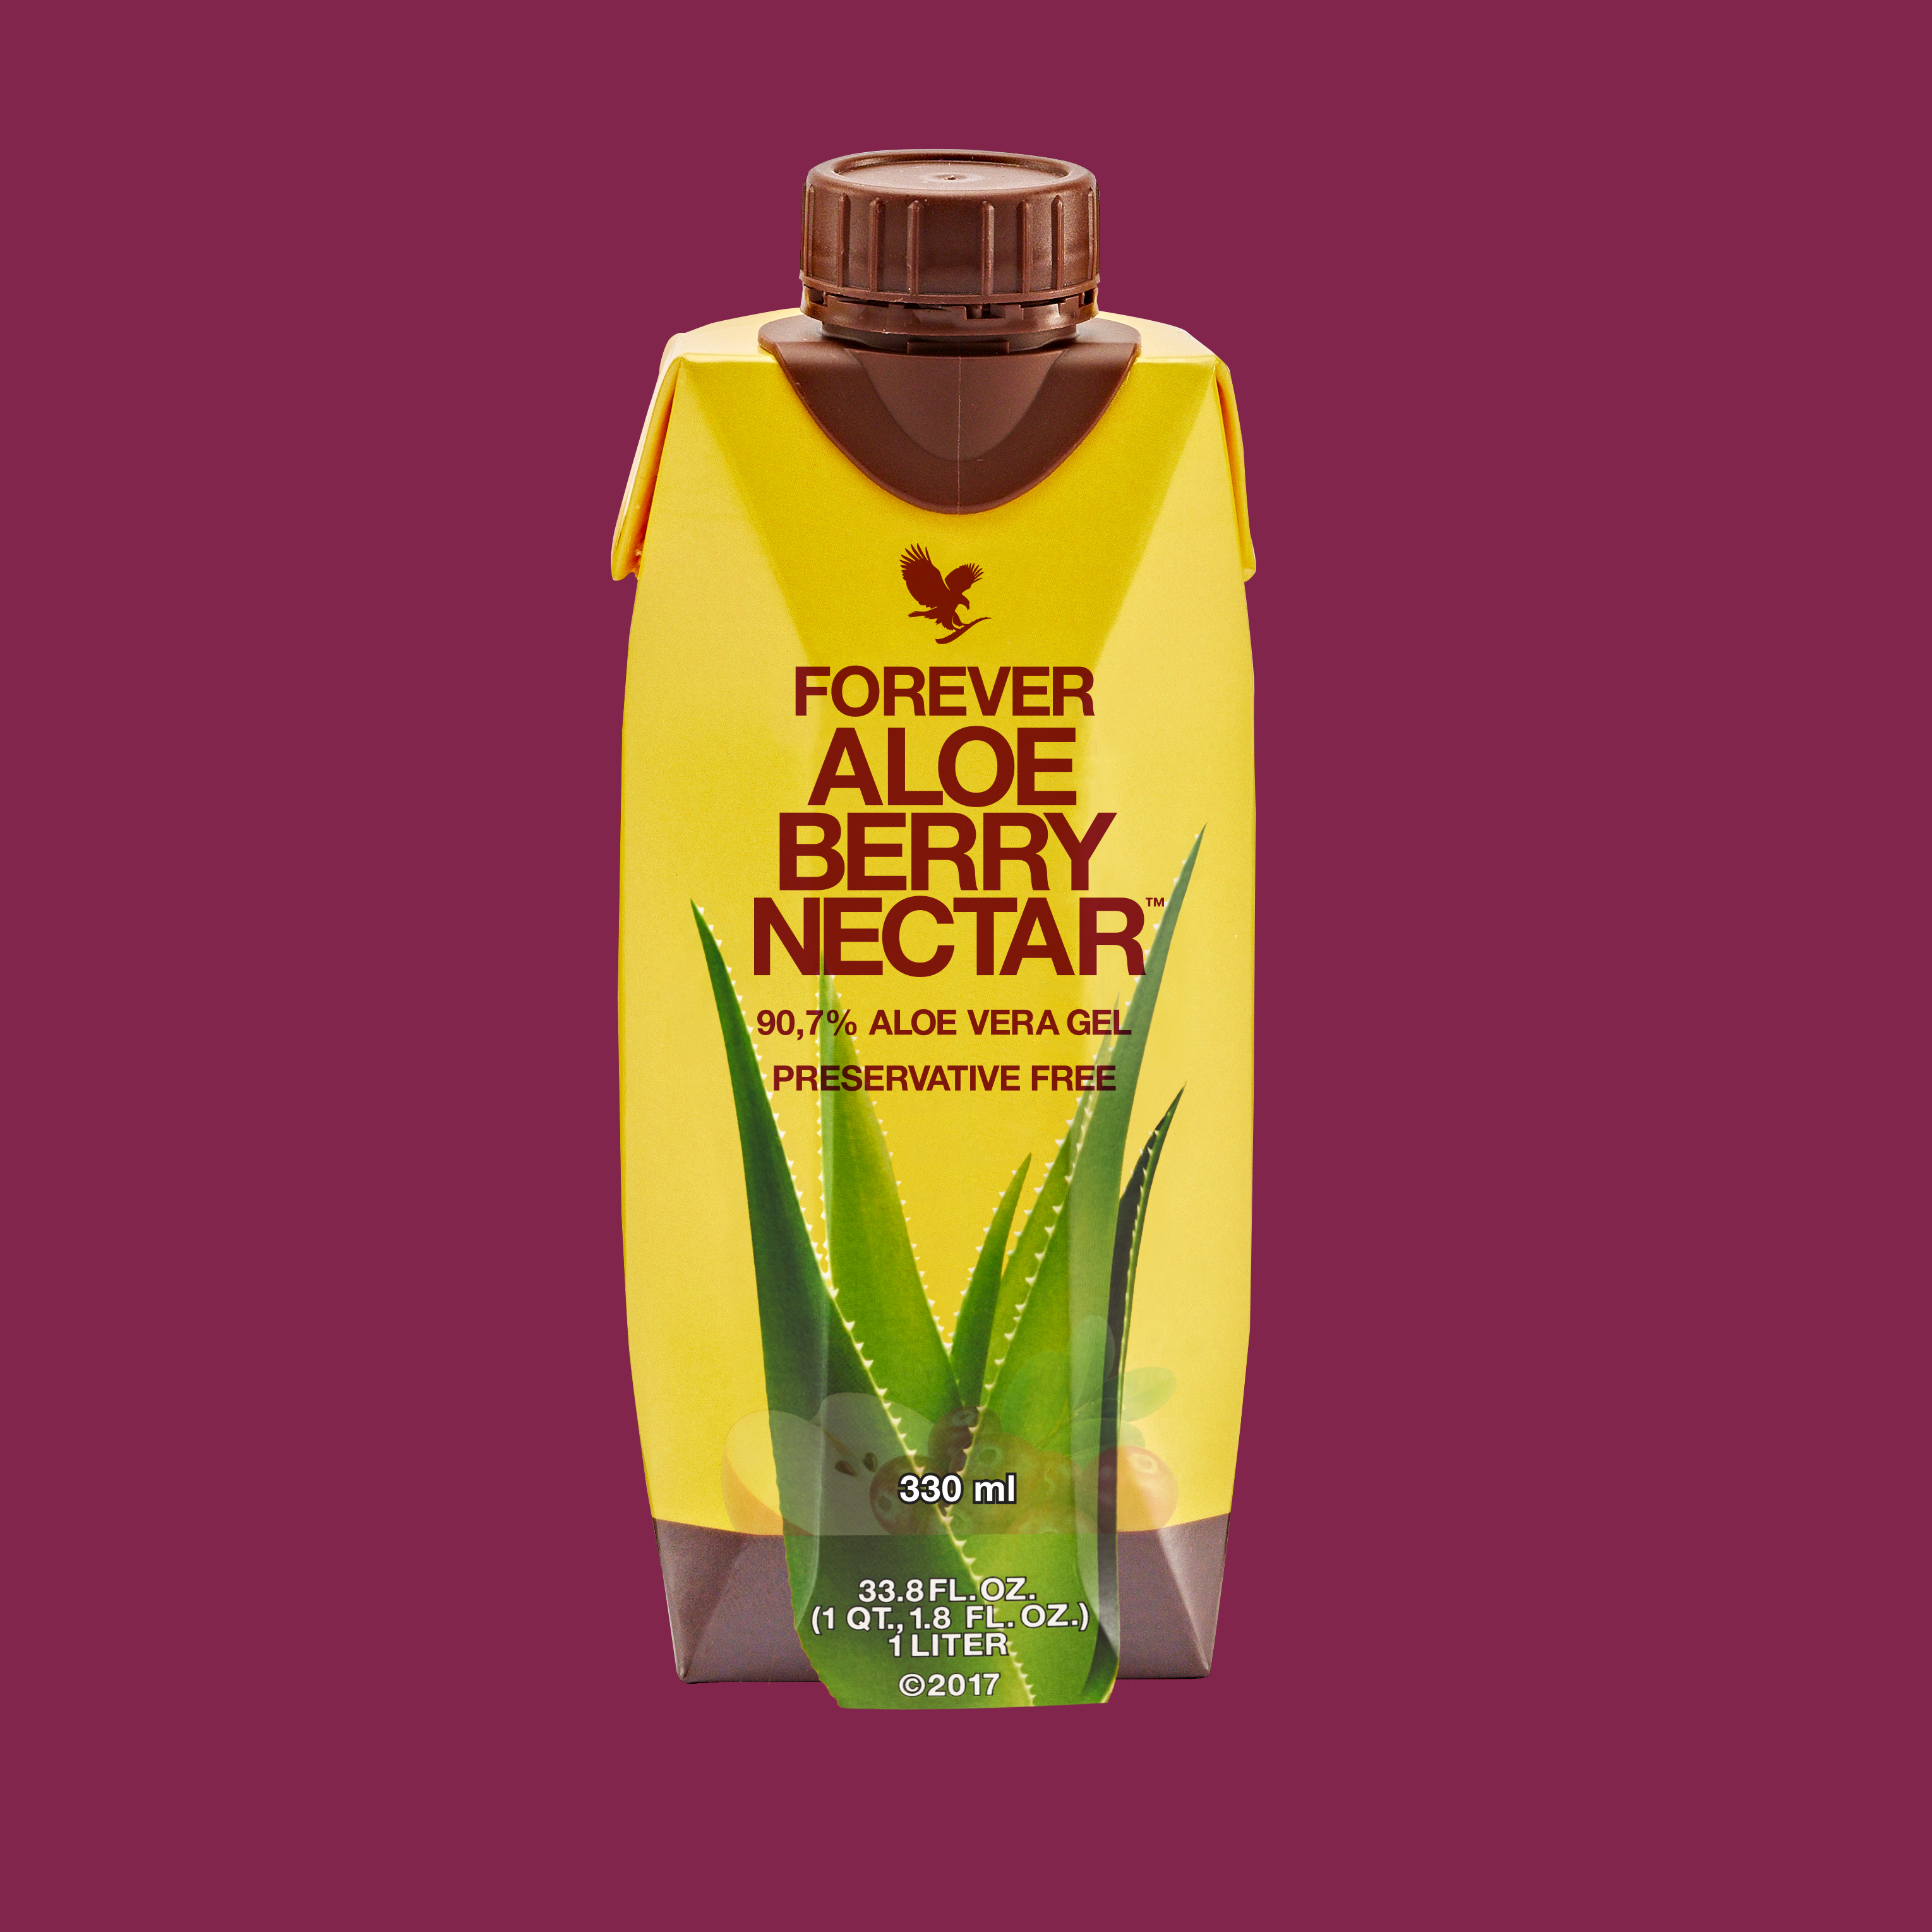 FOREVER
ALOE
BERRY
NECTAR™
90,7% ALOE VERA GEL
PRESERVATIVE FREE
330 ml
33.8 FL. OZ.
(1 QT., 1.8 FL. OZ.)
1 LITER
©2017